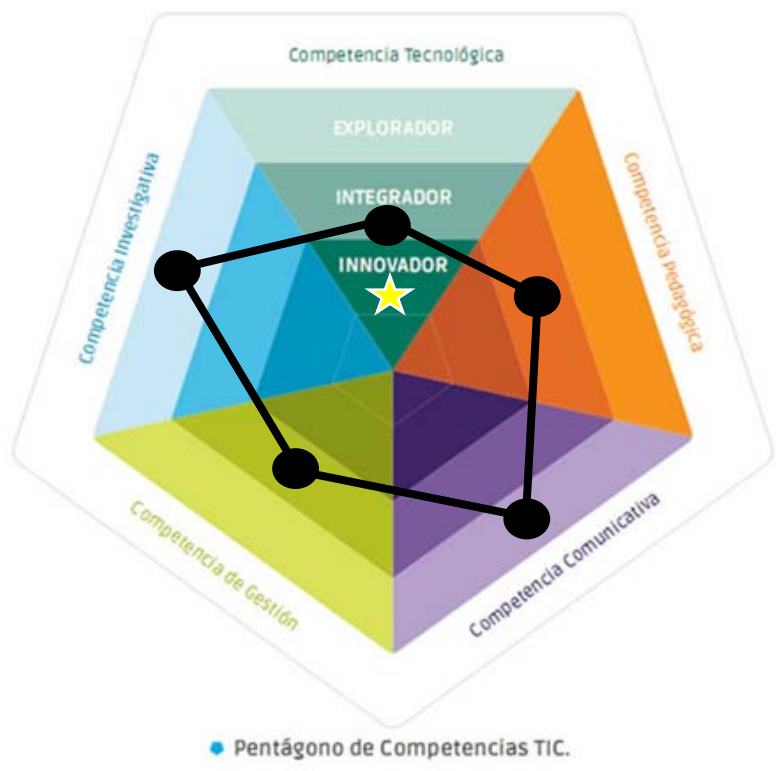 Competencia Tecnológica
EXPLORADOR
INTEGRADOR
INNOVADOR
Competencia Investigativa
Competencia pedagógica
Competencia de Gestión
Competencia Comunicativa
Pentágono de Competencias TIC.